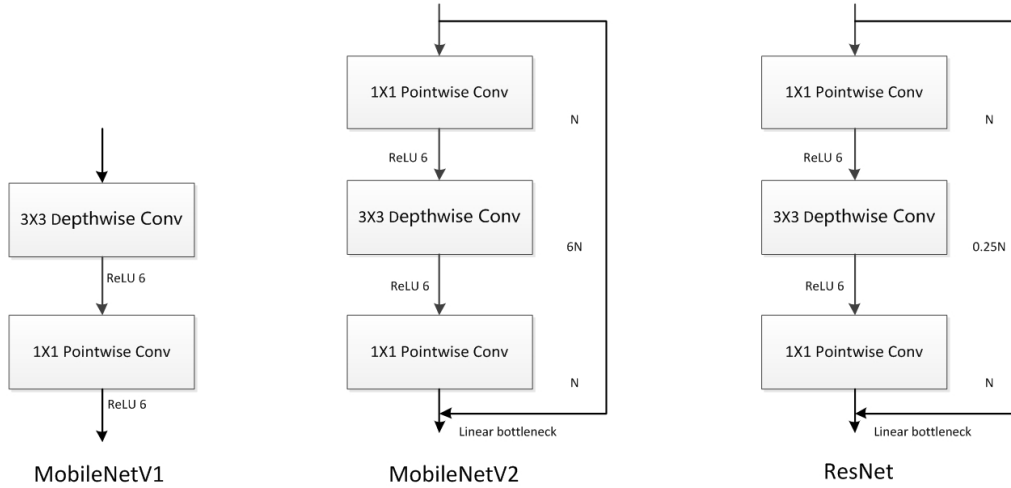 3X3 Depthwise Conv
ReLU 6
1X1 Pointwise Conv
ReLU 6
MobileNetV1
1X1 Pointwise Conv
N
ReLU 6
3X3 Depthwise Conv
6N
ReLU 6
1X1 Pointwise Conv
N
Linear bottleneck
MobileNetV2
1X1 Pointwise Conv
N
ReLU 6
3X3 Depthwise Conv
0.25N
ReLU 6
1X1 Pointwise Conv
N
Linear bottleneck
ResNet